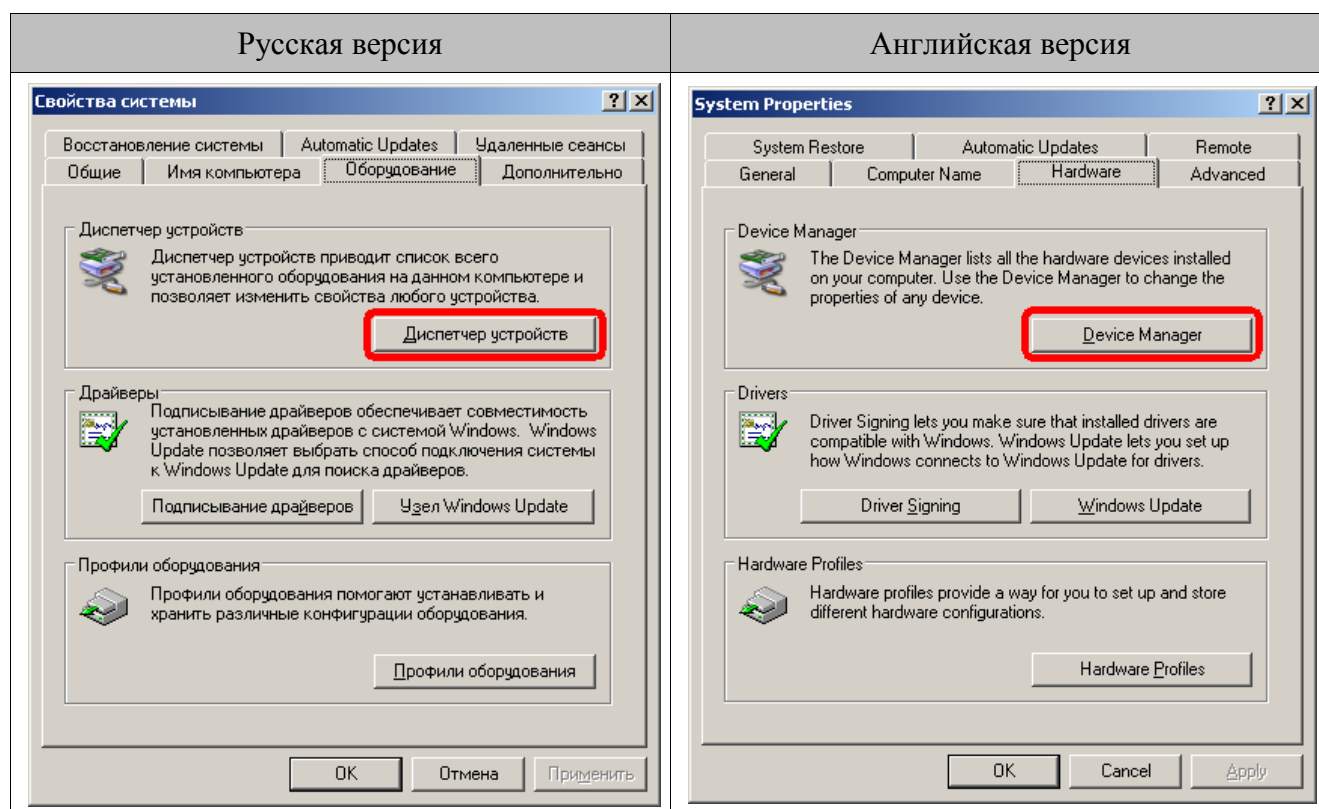 Русская версия
Английская версия
Свойства системы
Восстановление системы Automatic Updates Удаленные сеансы
Общие Имя компьютера Оборудование Дополнительно
Диспетчер устройств
Диспетчер устройств приводит список всего
установленного оборудования на данном компьютере и
позволяет изменить свойства любого устройства.
Диспетчер устройств
Драйверы
Подписывание драйверов обеспечивает совместимость
установленных драйверов с системой Windows. Windows
Update позволяет выбрать способ подключения системы
к Windows Update для поиска драйверов.
Подписывание драйверов Узел Windows Update
Профили оборудования
Профили оборудования помогают устанавливать и
хранить различные конфигурации оборудования.
Профили оборудования
OK Отмена Применить
System Properties
System Restore Automatic Updates Remote
General Computer Name Hardware Advanced
Device Manager
The Device Manager lists all the hardware devices installed
on your computer. Use the Device Manager to change the
properties of any device.
Device Manager
Drivers
Driver Signing lets you make sure that installed drivers are
compatible with Windows. Windows Update lets you set up
how Windows connects to Windows Update for drivers.
Driver Signing Windows Update
Hardware Profiles
Hardware profiles provide a way for you to set up and store
different hardware configurations.
Hardware Profiles
OK Cancel Apply